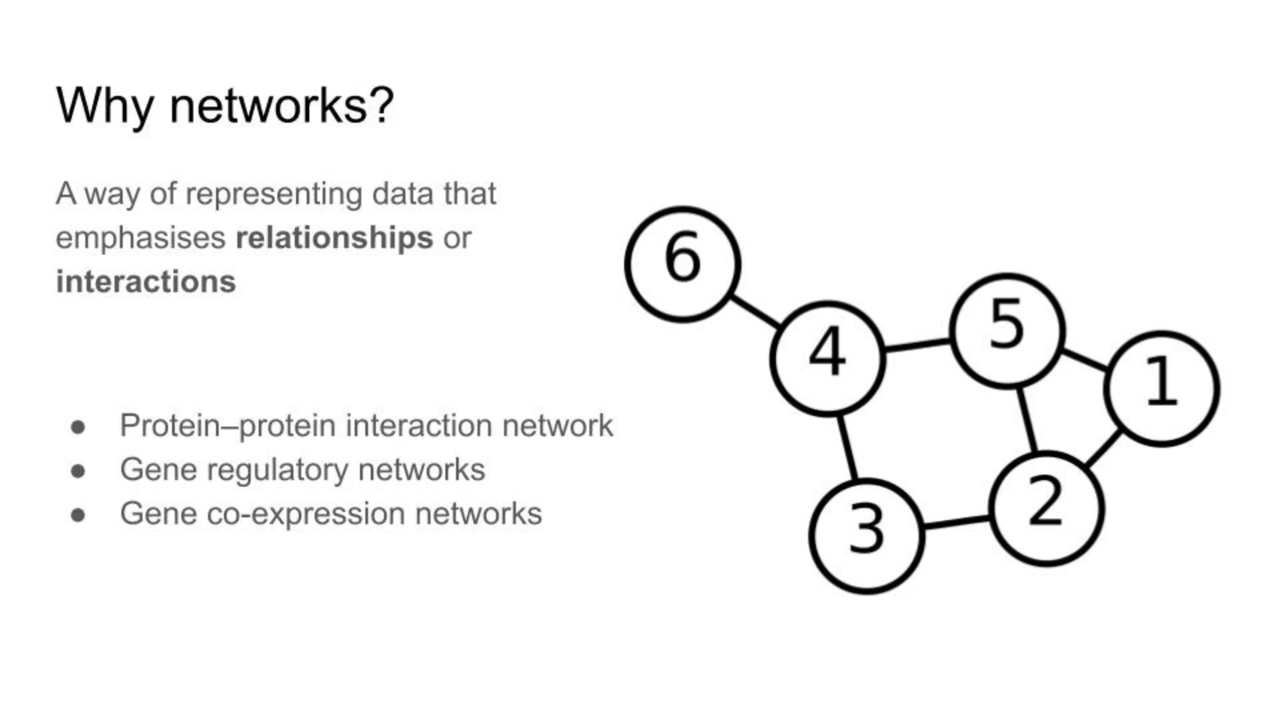 Why networks?
A way of representing data that
emphasises relationships or
interactions
● Protein–protein interaction network
● Gene regulatory networks
● Gene co-expression networks
6
4
5
1
3
2